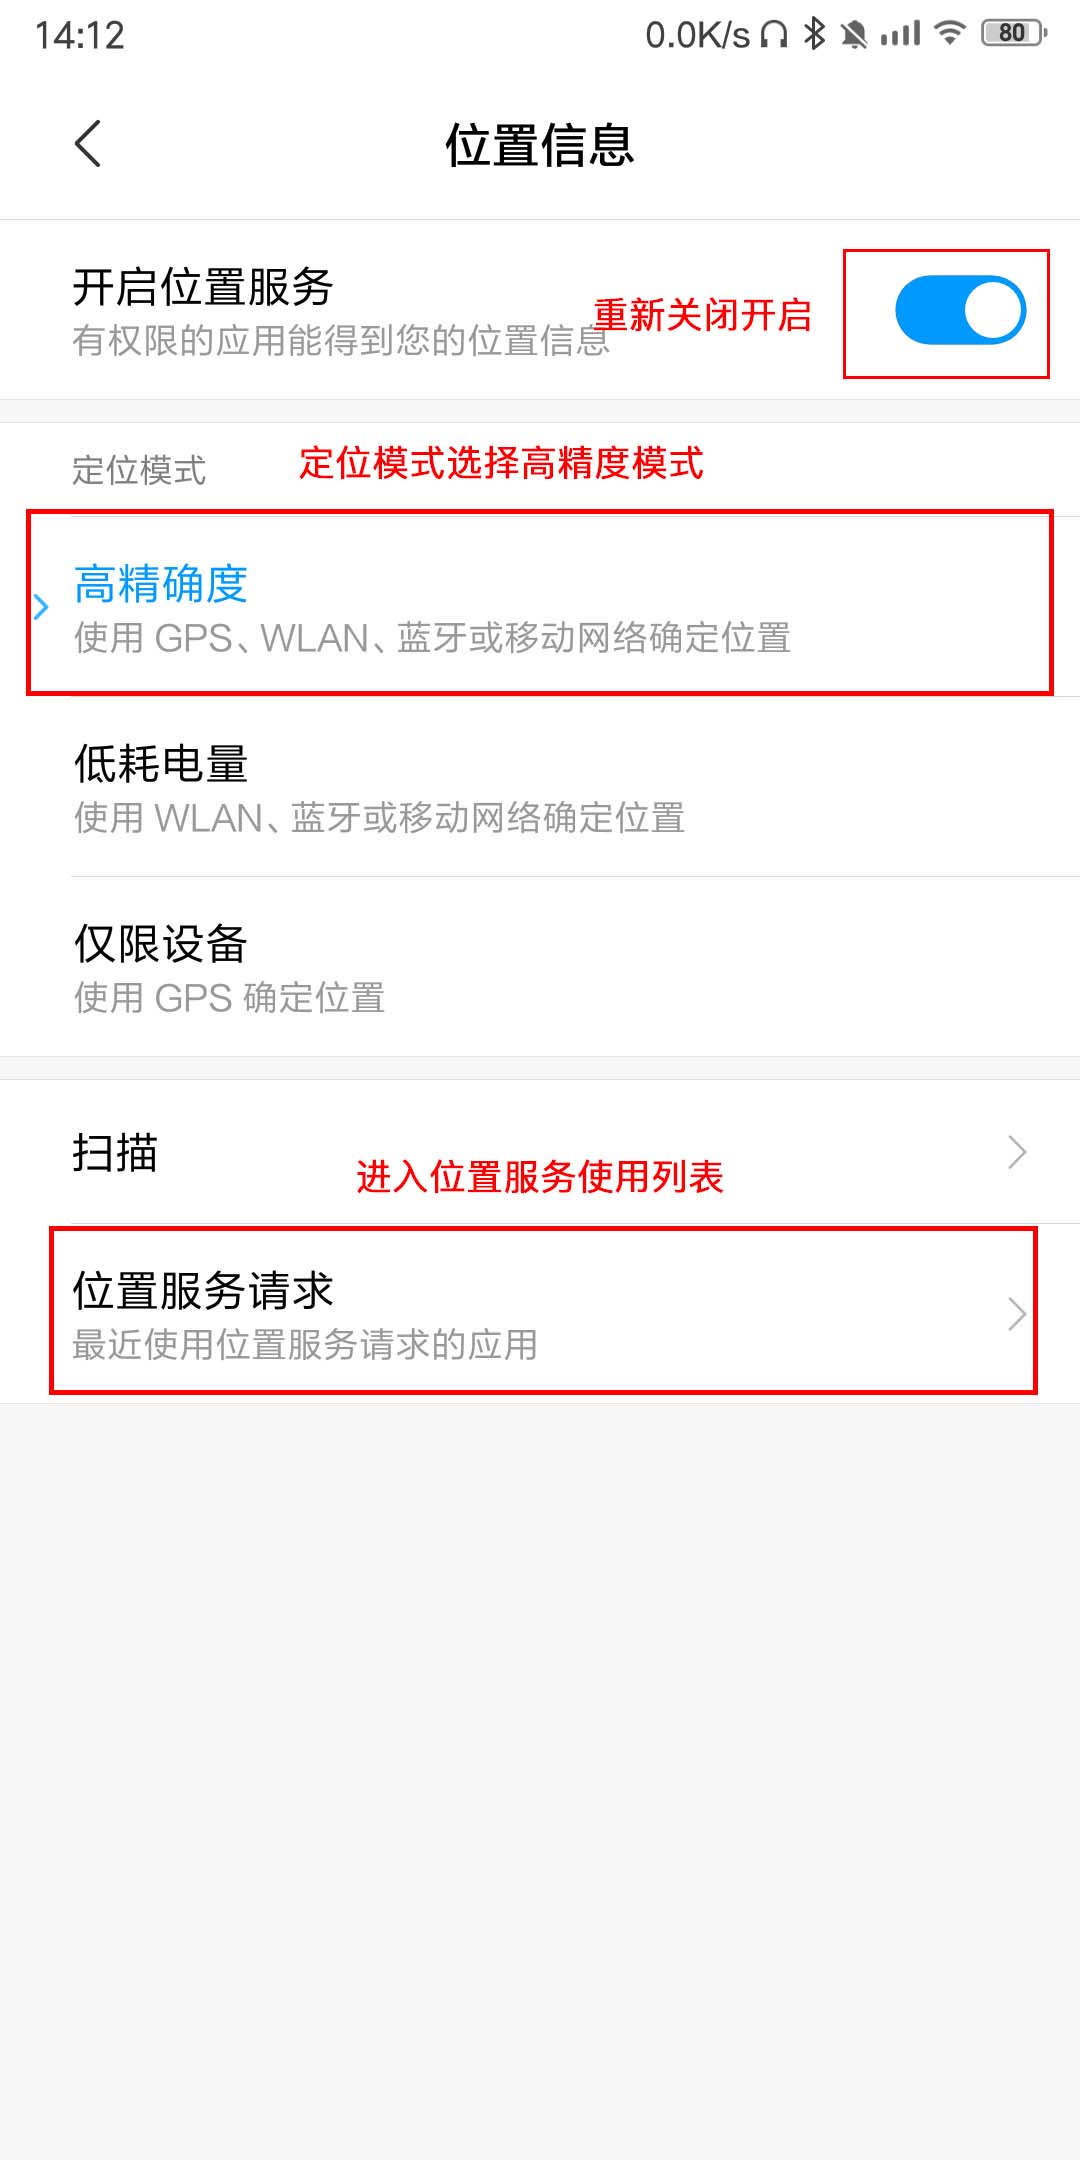 14:12 0.0K/s 80
位置信息
开启位置服务
重新关闭开启
有权限的应用能得到您的位置信息
定位模式 定位模式选择高精度模式
高精确度
使用 GPS、WLAN、蓝牙或移动网络确定位置
低耗电量
使用 WLAN、蓝牙或移动网络确定位置
仅限设备
使用 GPS 确定位置
扫描
进入位置服务使用列表
位置服务请求
最近使用位置服务请求的应用